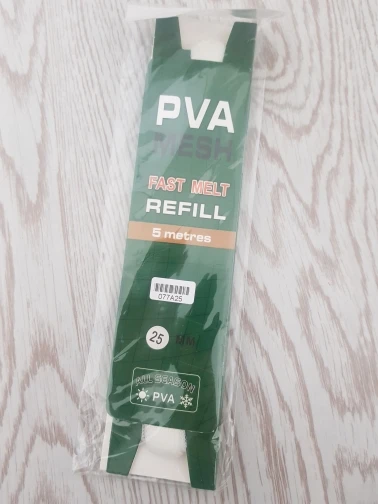 PVA
MESH
FAST MELT
REFILL
5 metres
077A25
25 MM
ALL SEASON
PVA